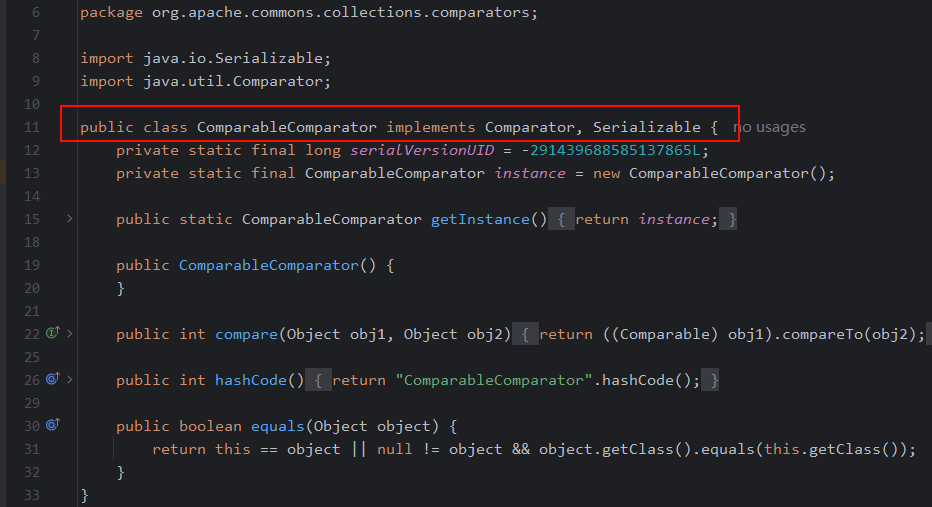 6 package org.apache.commons.collections.comparators;
7
8 import java.io.Serializable;
9 import java.util.Comparator;
10
11 public class ComparableComparator implements Comparator, Serializable { no usages
12 private static final long serialVersionUID = -291439688585137865L;
13 private static final ComparableComparator instance = new ComparableComparator();
14
15 public static ComparableComparator getInstance() { return instance; }
18
19 public ComparableComparator() {
20 }
21
22 public int compare(Object obj1, Object obj2) { return ((Comparable) obj1).compareTo(obj2);
25
26 public int hashCode() { return "ComparableComparator".hashCode(); }
29
30 public boolean equals(Object object) {
31 return this == object || null != object && object.getClass().equals(this.getClass());
32 }
33 }